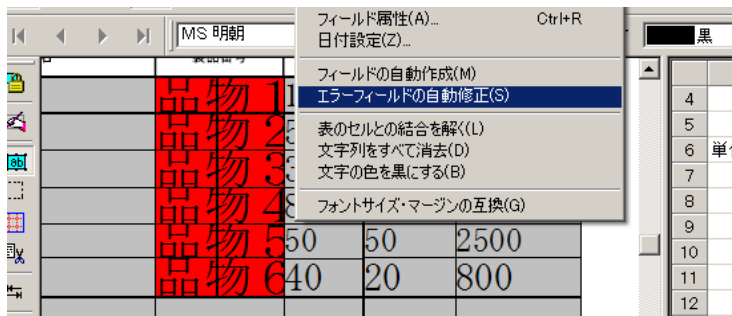 MS 明朝
フィールド属性(A)... Ctrl+R
日付設定(Z)...
フィールドの自動作成(M)
エラーフィールドの自動修正(S)
表のセルとの結合を解く(L)
文字列をすべて消去(D)
文字の色を黒にする(B)
フォントサイズ・マージンの互換(G)
黒
品物 1
品物 2
品物 3
品物 4
品物 5 50 50 2500
品物 6 40 20 800
4
5
6
7
8
9
10
11
12